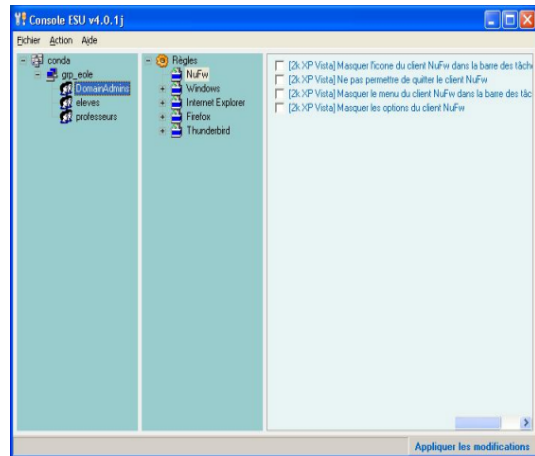 Console ESU v4.0.1j
Fichier Action Aide
conda
grp_eole
DomainAdmins
eleves
professeurs
Règles
NuFw
Windows
Internet Explorer
Firefox
Thunderbird
[2k XP Vista] Masquer l'icone du client NuFw dans la barre des tâche
[2k XP Vista] Ne pas permettre de quitter le client NuFw
[2k XP Vista] Masquer le menu du client NuFw dans la barre des tâc
[2k XP Vista] Masquer les options du client NuFw
Appliquer les modifications